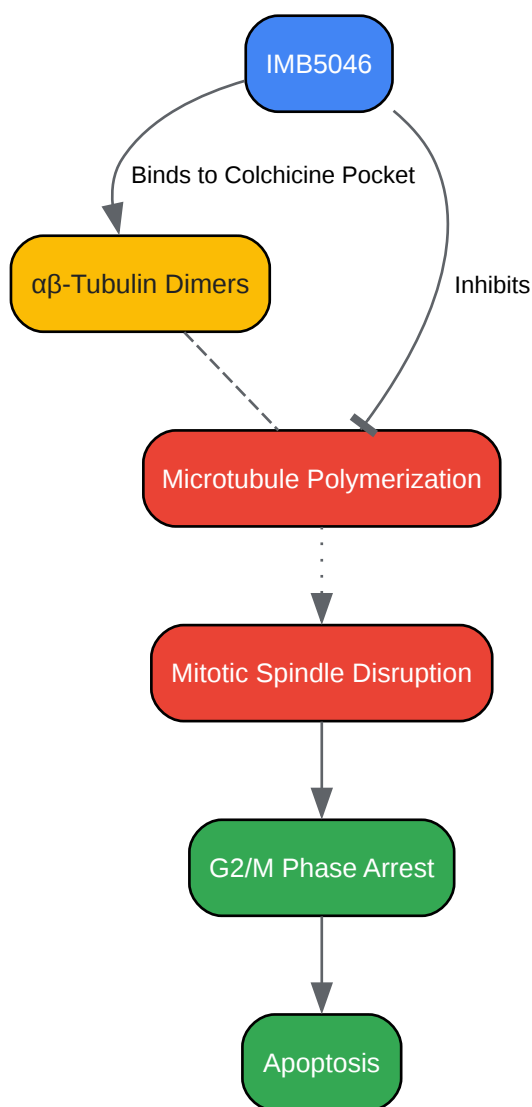 IMB5046
Binds to Colchicine Pocket
αβ-Tubulin Dimers
Inhibits
Microtubule Polymerization
Mitotic Spindle Disruption
G2/M Phase Arrest
Apoptosis